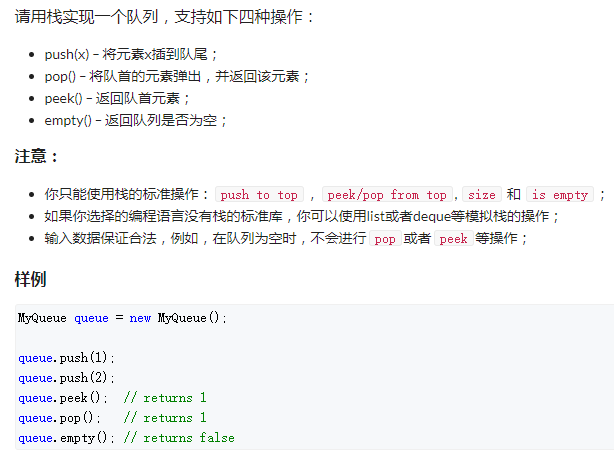 请用栈实现一个队列，支持如下四种操作：
push(x) – 将元素x插到队尾；
pop() – 将队首的元素弹出，并返回该元素；
peek() – 返回队首元素；
empty() – 返回队列是否为空；
注意：
你只能使用栈的标准操作： push to top ， peek/pop from top, size 和 is empty ；
如果你选择的编程语言没有栈的标准库，你可以使用list或者deque等模拟栈的操作；
输入数据保证合法，例如，在队列为空时，不会进行 pop 或者 peek 等操作；
样例
MyQueue queue = new MyQueue();
queue.push(1);
queue.push(2);
queue.peek();  // returns 1
queue.pop();   // returns 1
queue.empty(); // returns false